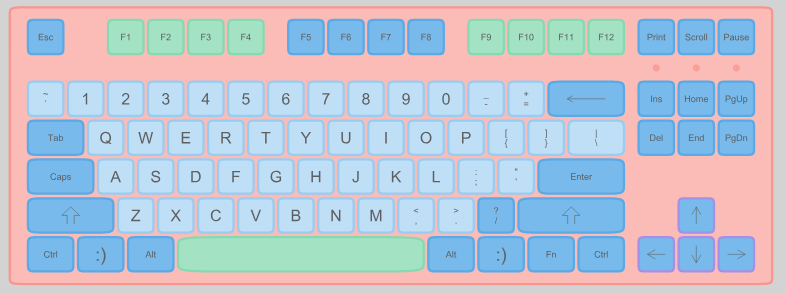 Esc F1 F2 F3 F4 F5 F6 F7 F8 F9 F10 F11 F12 Print Scroll Pause
~ 1 2 3 4 5 6 7 8 9 0 _ + ← Ins Home PgUp
` - =
Tab Q W E R T Y U I O P [ ] | Del End PgDn
{ } \
Caps A S D F G H J K L : " Enter
; '
⇧ Z X C V B N M < > ? ⇧ ↑
, . /
Ctrl :) Alt Alt :) Fn Ctrl ← ↓ →